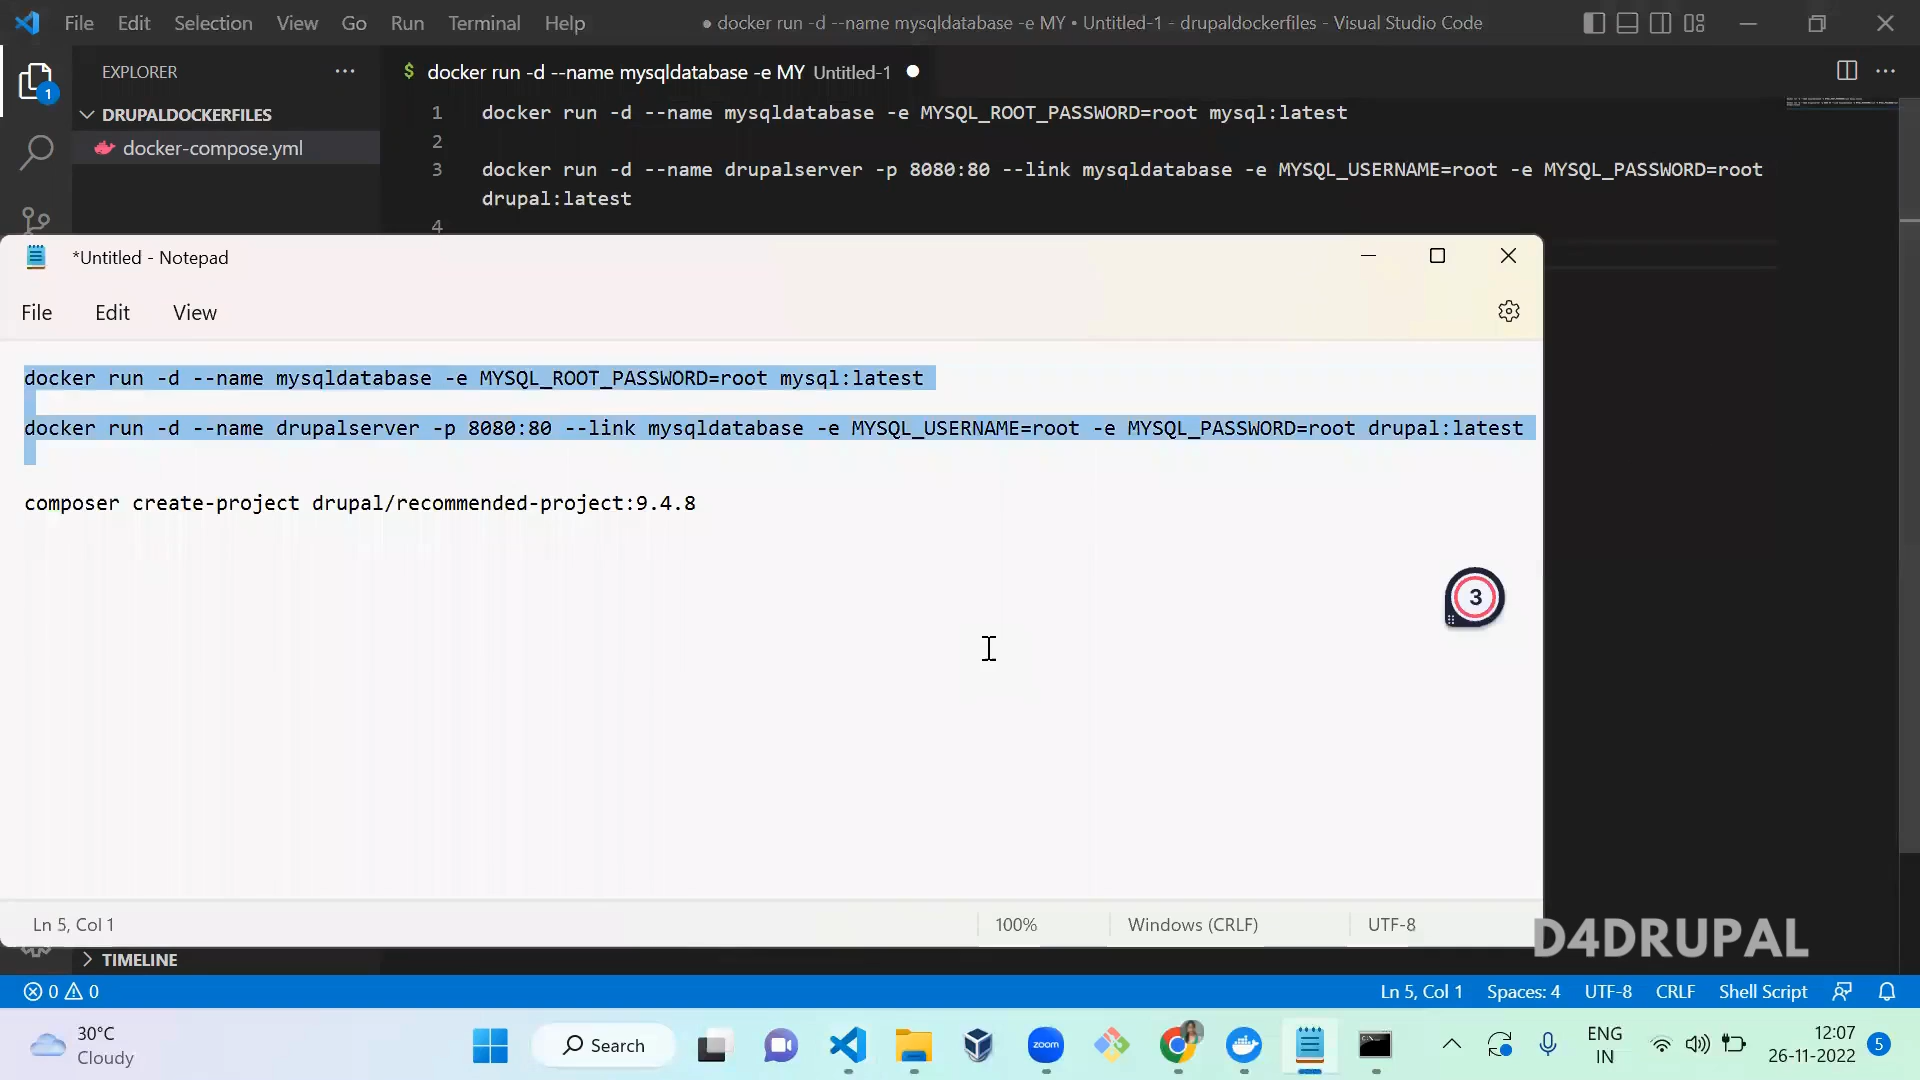 File Edit Selection View Go Run Terminal Help
● docker run -d --name mysqldatabase -e MY • Untitled-1 - drupaldockerfiles - Visual Studio Code
EXPLORER
1
DRUPALDOCKERFILES
docker-compose.yml
$ docker run -d --name mysqldatabase -e MY Untitled-1
1 docker run -d --name mysqldatabase -e MYSQL_ROOT_PASSWORD=root mysql:latest
2
3 docker run -d --name drupalserver -p 8080:80 --link mysqldatabase -e MYSQL_USERNAME=root -e MYSQL_PASSWORD=root
drupal:latest
4
*Untitled - Notepad
File Edit View
docker run -d --name mysqldatabase -e MYSQL_ROOT_PASSWORD=root mysql:latest
docker run -d --name drupalserver -p 8080:80 --link mysqldatabase -e MYSQL_USERNAME=root -e MYSQL_PASSWORD=root drupal:latest
composer create-project drupal/recommended-project:9.4.8
3
Ln 5, Col 1 100% Windows (CRLF) UTF-8
D4DRUPAL
TIMELINE
0 0 Ln 5, Col 1 Spaces: 4 UTF-8 CRLF Shell Script
30°C
Cloudy
Search
zoom
ENG
IN
12:07
26-11-2022
5